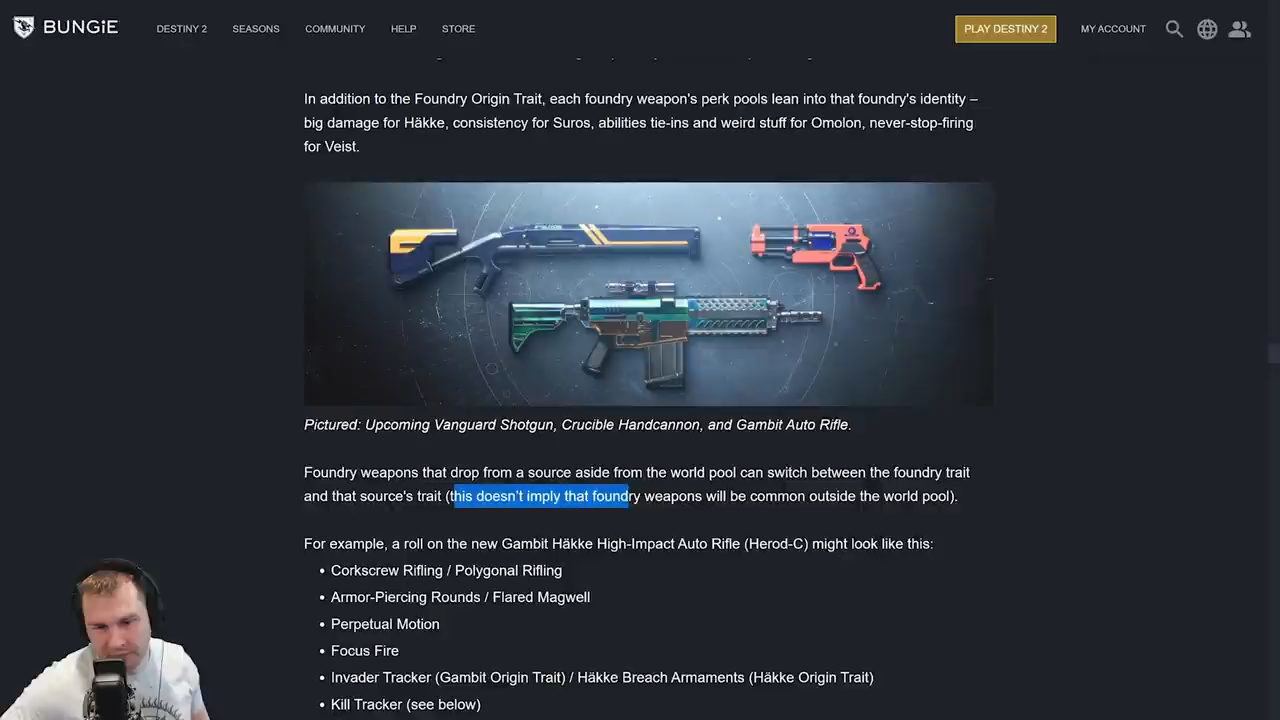 BUNGiE DESTINY 2 SEASONS COMMUNITY HELP STORE PLAY DESTINY 2 MY ACCOUNT
In addition to the Foundry Origin Trait, each foundry weapon's perk pools lean into that foundry's identity –
big damage for Häkke, consistency for Suros, abilities tie-ins and weird stuff for Omolon, never-stop-firing
for Veist.
Pictured: Upcoming Vanguard Shotgun, Crucible Handcannon, and Gambit Auto Rifle.
Foundry weapons that drop from a source aside from the world pool can switch between the foundry trait
and that source's trait (this doesn't imply that foundry weapons will be common outside the world pool).
For example, a roll on the new Gambit Häkke High-Impact Auto Rifle (Herod-C) might look like this:
• Corkscrew Rifling / Polygonal Rifling
• Armor-Piercing Rounds / Flared Magwell
• Perpetual Motion
• Focus Fire
• Invader Tracker (Gambit Origin Trait) / Häkke Breach Armaments (Häkke Origin Trait)
• Kill Tracker (see below)